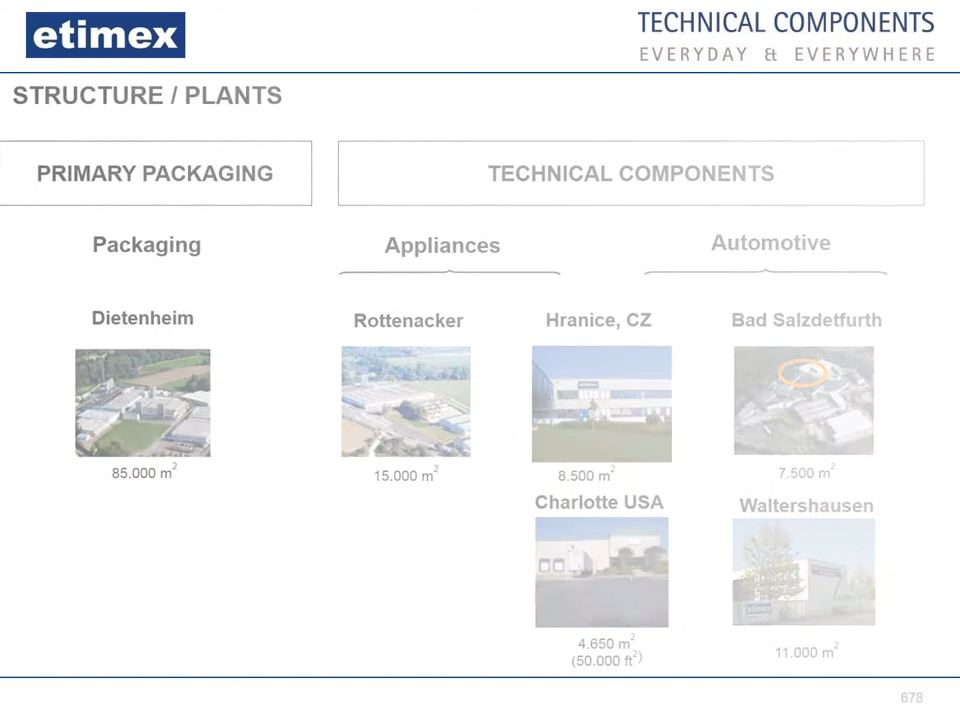 etimex
TECHNICAL COMPONENTS
EVERYDAY & EVERYWHERE
STRUCTURE / PLANTS
PRIMARY PACKAGING
TECHNICAL COMPONENTS
Packaging
Appliances
Automotive
Dietenheim
Rottenacker
Hranice, CZ
Bad Salzdetfurth
etimex
85.000 m²
15.000 m²
8.500 m²
7.500 m²
Charlotte USA
Waltershausen
etimex
4.650 m²
(50.000 ft²)
11.000 m²
678